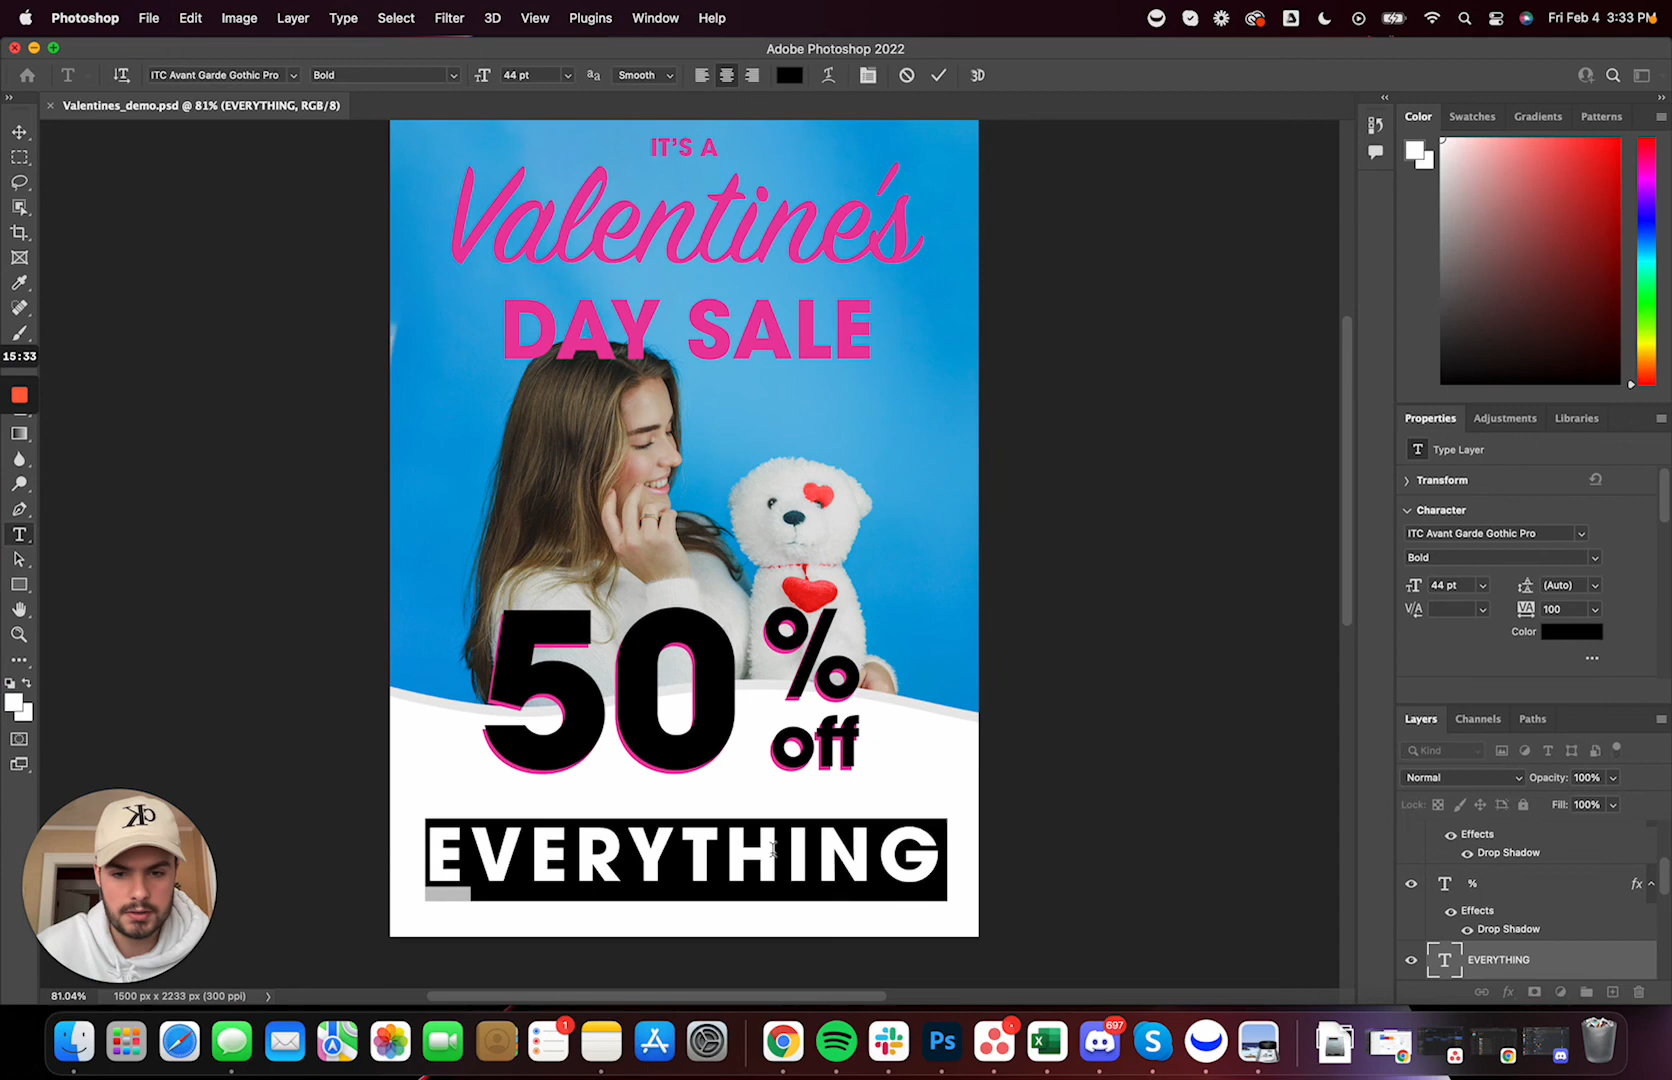 Photoshop File Edit Image Layer Type Select Filter 3D View Plugins Window Help Fri Feb 4 3:33 PM
Adobe Photoshop 2022
ITC Avant Garde Gothic Pro Bold 44 pt Smooth 3D
Valentines_demo.psd @ 81% (EVERYTHING, RGB/8)
IT'S A
Valentine's
DAY SALE
50% off
EVERYTHING
15:33
CK
81.04% 1500 px x 2233 px (300 ppi)
Color Swatches Gradients Patterns
Properties Adjustments Libraries
T Type Layer
Transform
Character
ITC Avant Garde Gothic Pro
Bold
44 pt (Auto)
100
Color
Layers Channels Paths
Kind
Normal Opacity: 100%
Lock: Fill: 100%
Effects
Drop Shadow
T % fx
Effects
Drop Shadow
T EVERYTHING
fx
1
Ps
697